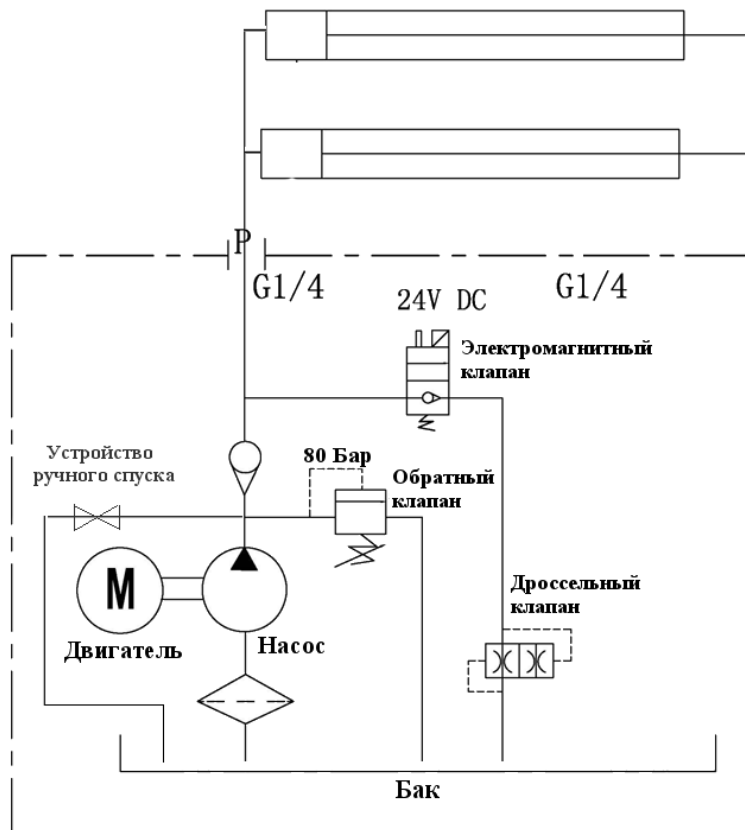 P
G1/4
G1/4
24V DC
Электромагнитный
клапан
Устройство
ручного спуска
80 Бар
Обратный
клапан
Дроссельный
клапан
M
Двигатель
Насос
Бак